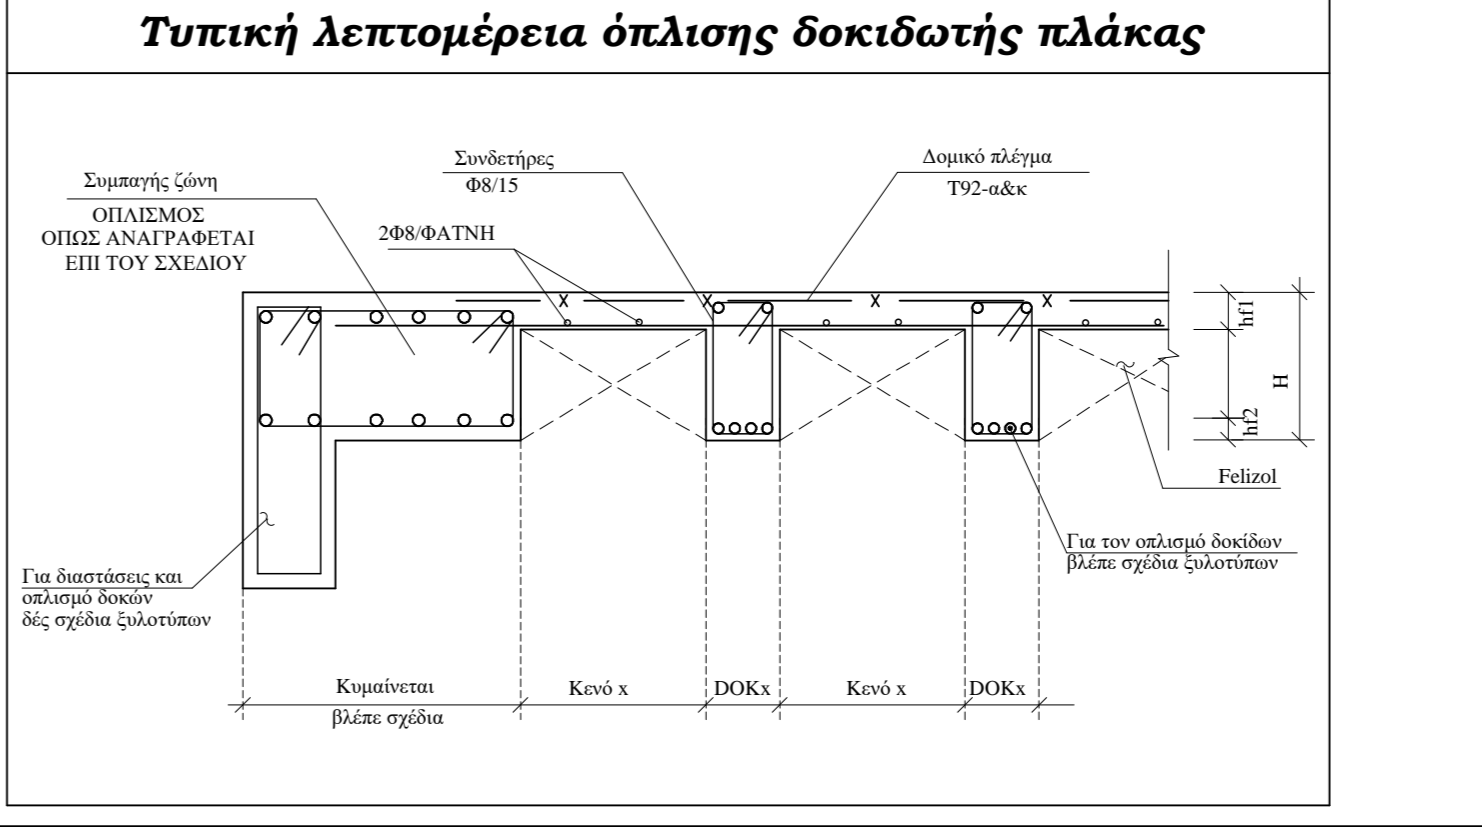 Τυπική λεπτομέρεια όπλισης δοκιδωτής πλάκας
Συμπαγής ζώνη
ΟΠΛΙΣΜΟΣ
ΟΠΩΣ ΑΝΑΓΡΑΦΕΤΑΙ
ΕΠΙ ΤΟΥ ΣΧΕΔΙΟΥ
Συνδετήρες
Φ8/15
2Φ8/ΦΑΤΝΗ
Δομικό πλέγμα
Τ92-α&κ
hf1
H
hf2
Felizol
Για τον οπλισμό δοκίδων
βλέπε σχέδια ξυλοτύπων
Για διαστάσεις και
οπλισμό δοκών
δές σχέδια ξυλοτύπων
Κυμαίνεται
βλέπε σχέδια
Κενό x
DOKx
Κενό x
DOKx